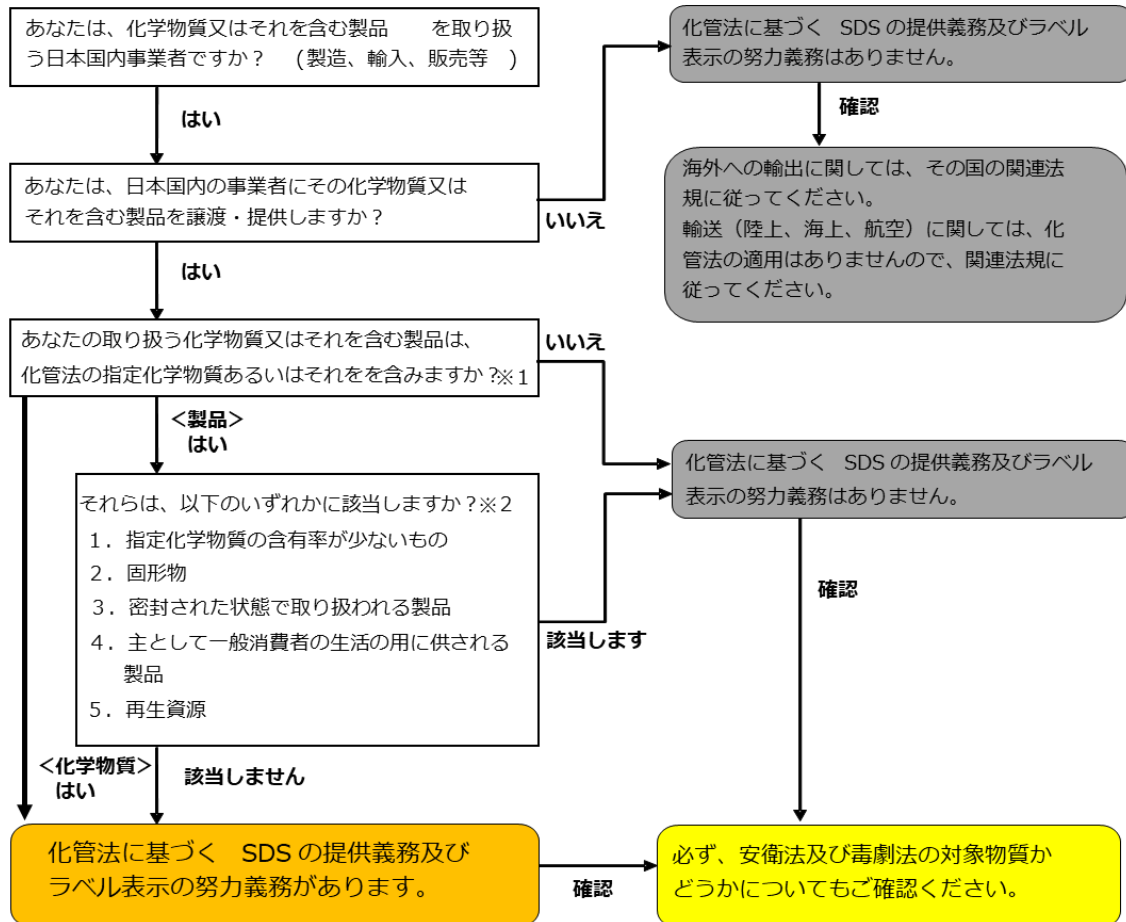 あなたは、化学物質又はそれを含む製品 を取り扱
う日本国内事業者ですか? (製造、輸入、販売等 )
化管法に基づく SDS の提供義務及びラベル
表示の努力義務はありません。
はい
確認
海外への輸出に関しては、その国の関連法
規に従ってください。
輸送(陸上、海上、航空)に関しては、化
管法の適用はありませんので、関連法規に
従ってください。
あなたは、日本国内の事業者にその化学物質又は
それを含む製品を譲渡・提供しますか?
いいえ
はい
あなたの取り扱う化学物質又はそれを含む製品は、
化管法の指定化学物質あるいはそれをを含みますか?※1
いいえ
<製品>
はい
化管法に基づく SDS の提供義務及びラベル
表示の努力義務はありません。
それらは、以下のいずれかに該当しますか?※2
1.指定化学物質の含有率が少ないもの
2.固形物
3.密封された状態で取り扱われる製品
4.主として一般消費者の生活の用に供される
製品
5.再生資源
該当します
確認
<化学物質>
はい
該当しません
化管法に基づく SDS の提供義務及び
ラベル表示の努力義務があります。
確認
必ず、安衛法及び毒劇法の対象物質か
どうかについてもご確認ください。